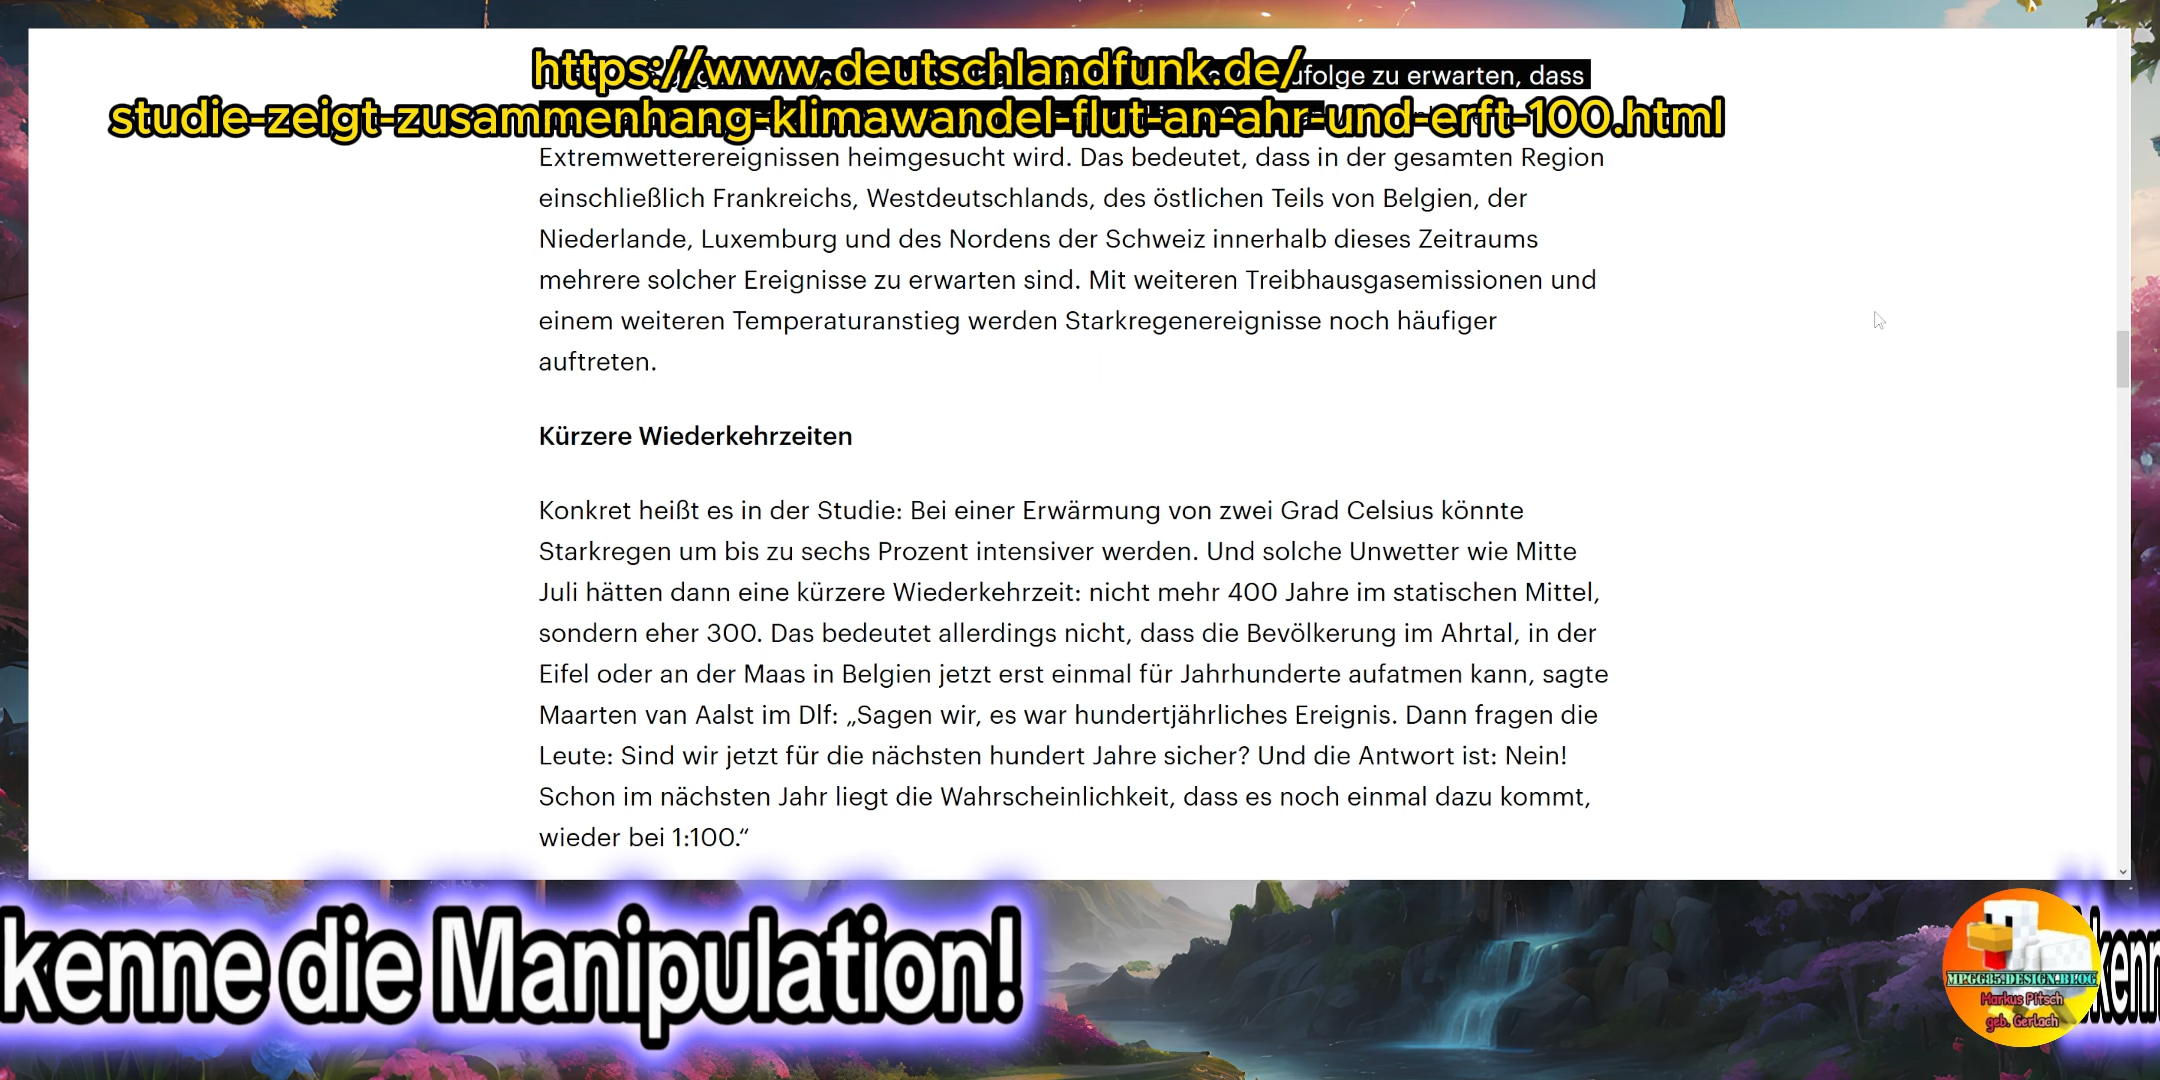 https://www.deutschlandfunk.de/
ufolge zu erwarten, dass
studie-zeigt-zusammenhang-klimawandel-flut-an-ahr-und-erft-100.html
Extremwetterereignissen heimgesucht wird. Das bedeutet, dass in der gesamten Region
einschließlich Frankreichs, Westdeutschlands, des östlichen Teils von Belgien, der
Niederlande, Luxemburg und des Nordens der Schweiz innerhalb dieses Zeitraums
mehrere solcher Ereignisse zu erwarten sind. Mit weiteren Treibhausgasemissionen und
einem weiteren Temperaturanstieg werden Starkregenereignisse noch häufiger
auftreten.
Kürzere Wiederkehrzeiten
Konkret heißt es in der Studie: Bei einer Erwärmung von zwei Grad Celsius könnte
Starkregen um bis zu sechs Prozent intensiver werden. Und solche Unwetter wie Mitte
Juli hätten dann eine kürzere Wiederkehrzeit: nicht mehr 400 Jahre im statischen Mittel,
sondern eher 300. Das bedeutet allerdings nicht, dass die Bevölkerung im Ahrtal, in der
Eifel oder an der Maas in Belgien jetzt erst einmal für Jahrhunderte aufatmen kann, sagte
Maarten van Aalst im Dlf: „Sagen wir, es war hundertjährliches Ereignis. Dann fragen die
Leute: Sind wir jetzt für die nächsten hundert Jahre sicher? Und die Antwort ist: Nein!
Schon im nächsten Jahr liegt die Wahrscheinlichkeit, dass es noch einmal dazu kommt,
wieder bei 1:100.“
kenne die Manipulation!
kenn
MPGG85.DESIGN.BLOG
Markus Pitsch
geb. Gerlach